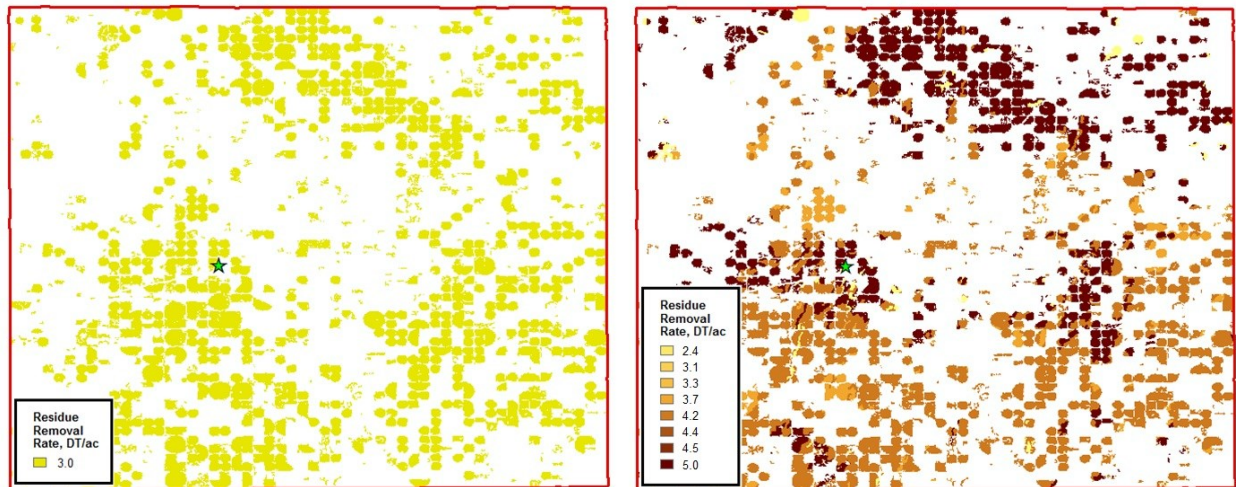 Residue
Removal
Rate, DT/ac
3.0
Residue
Removal
Rate, DT/ac
2.4
3.1
3.3
3.7
4.2
4.4
4.5
5.0